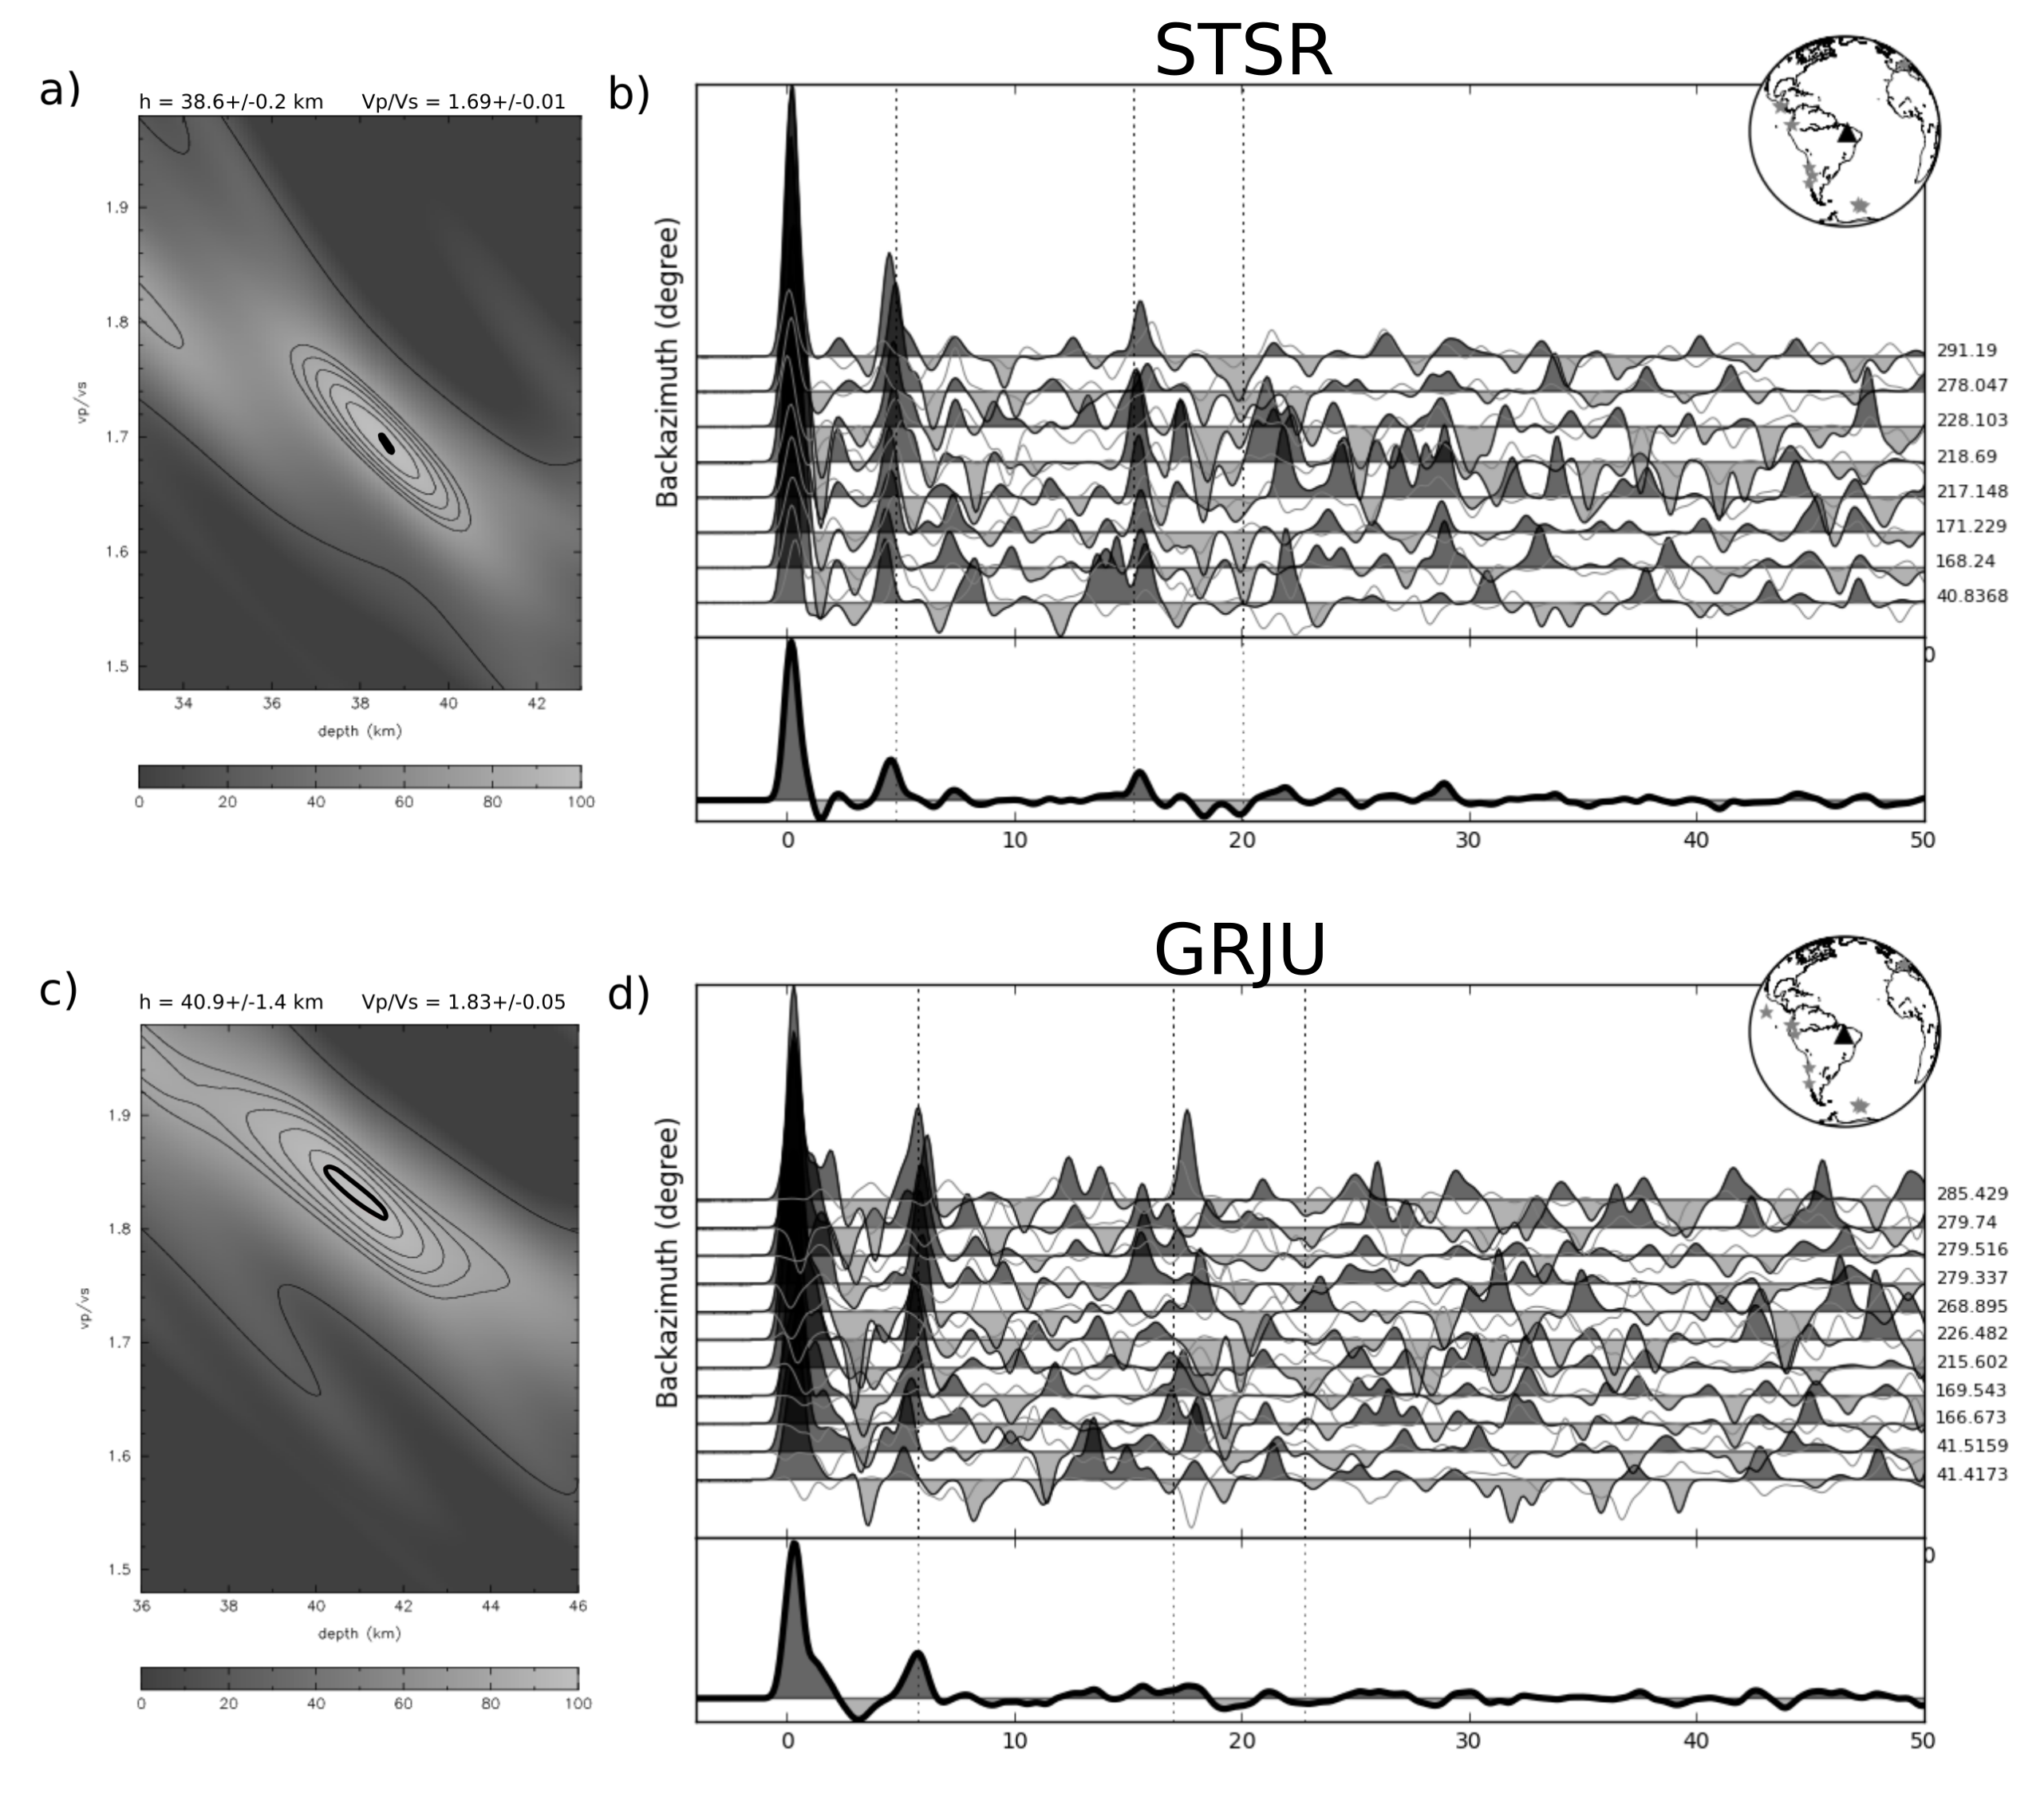 STSR
a)
h = 38.6+/-0.2 km Vp/Vs = 1.69+/-0.01
1.9
1.8
1.7
1.6
1.5
vp/vs
34 36 38 40 42
depth (km)
0 20 40 60 80 100
b)
Backazimuth (degree)
291.19
278.047
228.103
218.69
217.148
171.229
168.24
40.8368
0
0 10 20 30 40 50
GRJU
c)
h = 40.9+/-1.4 km Vp/Vs = 1.83+/-0.05
1.9
1.8
1.7
1.6
1.5
vp/vs
36 38 40 42 44 46
depth (km)
0 20 40 60 80 100
d)
Backazimuth (degree)
285.429
279.74
279.516
279.337
268.895
226.482
215.602
169.543
166.673
41.5159
41.4173
0
0 10 20 30 40 50